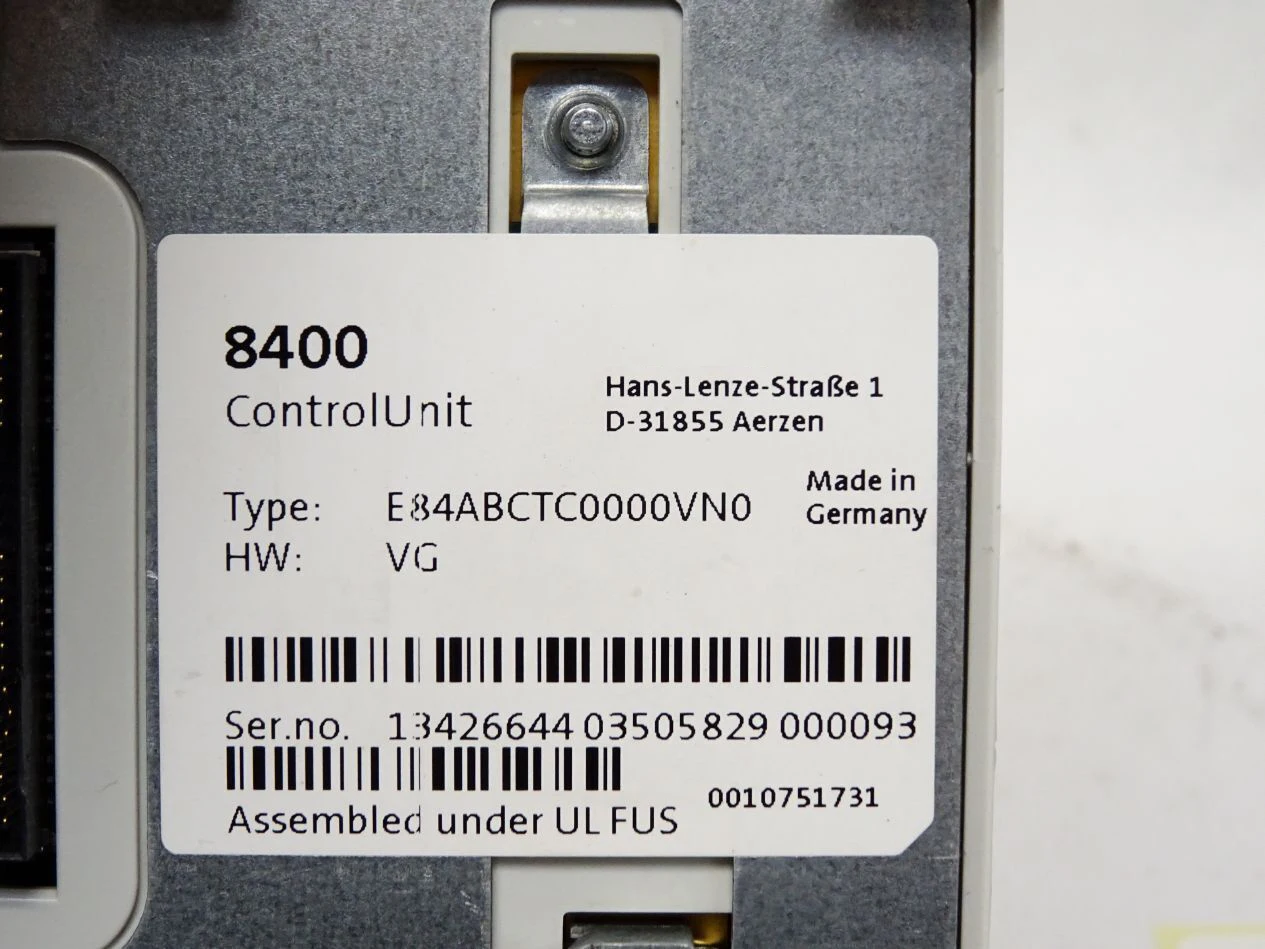 8400
ControlUnit
Hans-Lenze-Straße 1
D-31855 Aerzen
Made in
Germany
Type: E84ABCTC0000VN0
HW: VG
Ser.no. 13426644 03505829 000093
0010751731
Assembled under UL FUS